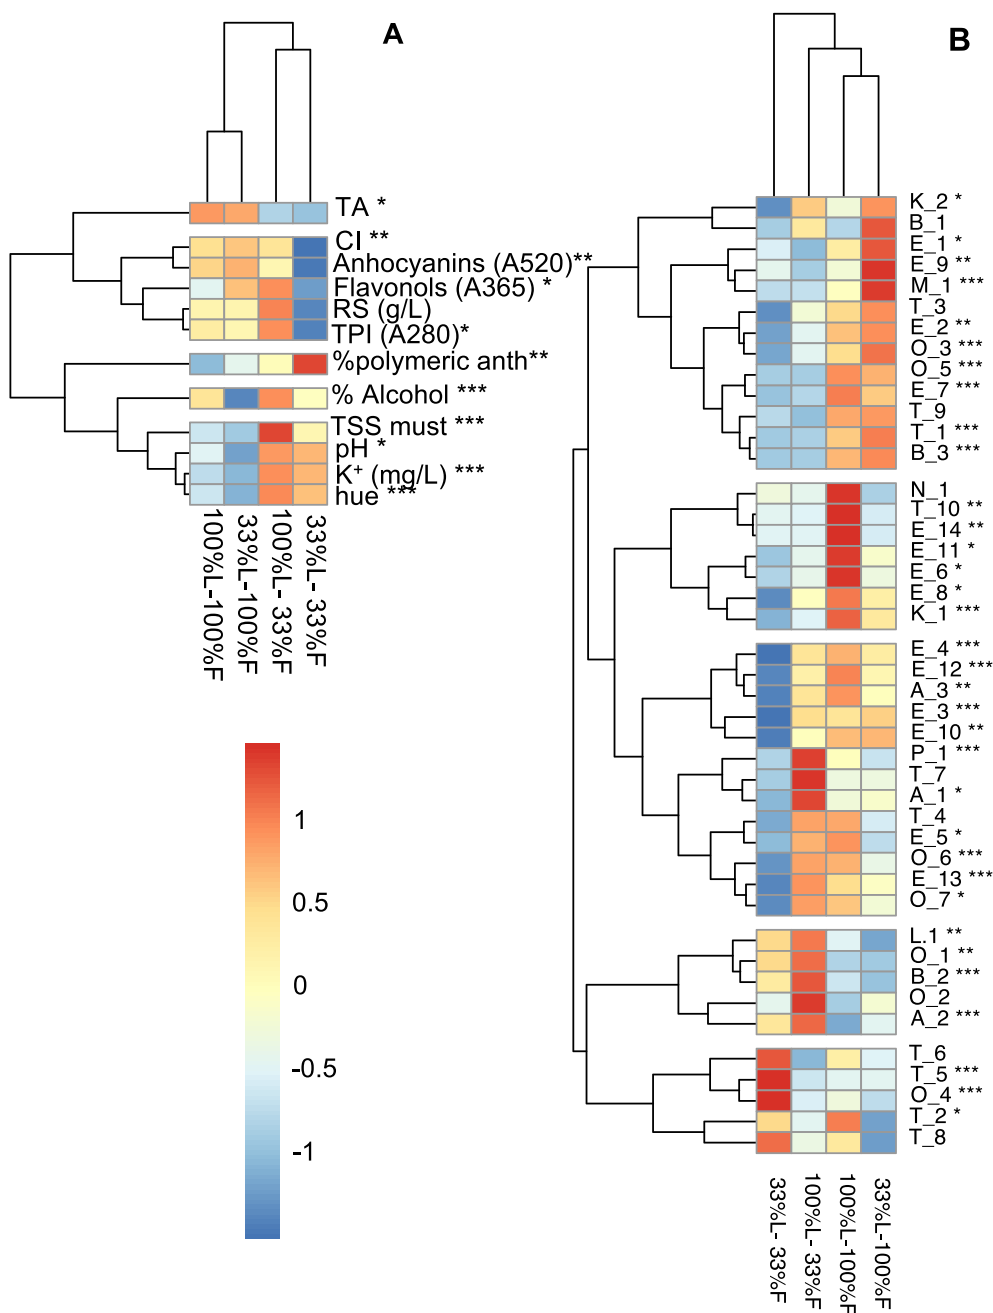 A
TA *
CI **
Anhocyanins (A520)**
Flavonols (A365) *
RS (g/L)
TPI (A280)*
%polymeric anth**
% Alcohol ***
TSS must ***
pH *
K⁺ (mg/L) ***
hue ***
100%L-100%F
33%L-100%F
100%L- 33%F
33%L- 33%F
1
0.5
0
-0.5
-1
B
K_2 *
B_1
E_1 *
E_9 **
M_1 ***
T_3
E_2 **
O_3 ***
O_5 ***
E_7 ***
T_9
T_1 ***
B_3 ***
N_1
T_10 **
E_14 **
E_11 *
E_6 *
E_8 *
K_1 ***
E_4 ***
E_12 ***
A_3 **
E_3 ***
E_10 **
P_1 ***
T_7
A_1 *
T_4
E_5 *
O_6 ***
E_13 ***
O_7 *
L.1 **
O_1 **
B_2 ***
O_2
A_2 ***
T_6
T_5 ***
O_4 ***
T_2 *
T_8
33%L- 33%F
100%L- 33%F
100%L-100%F
33%L-100%F